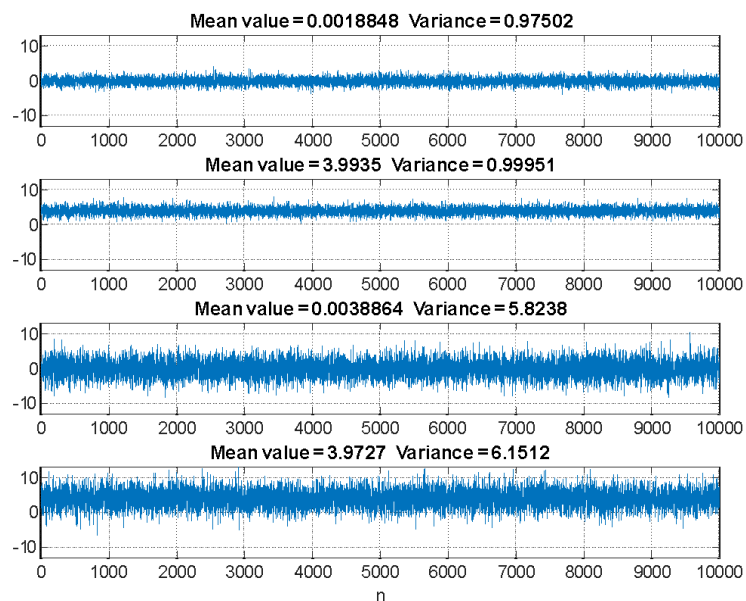 Mean value=0.0018848 Variance=0.97502
10
0
-10
0 1000 2000 3000 4000 5000 6000 7000 8000 9000 10000
Mean value=3.9935 Variance=0.99951
10
0
-10
0 1000 2000 3000 4000 5000 6000 7000 8000 9000 10000
Mean value=0.0038864 Variance=5.8238
10
0
-10
0 1000 2000 3000 4000 5000 6000 7000 8000 9000 10000
Mean value=3.9727 Variance=6.1512
10
0
-10
0 1000 2000 3000 4000 5000 6000 7000 8000 9000 10000
n